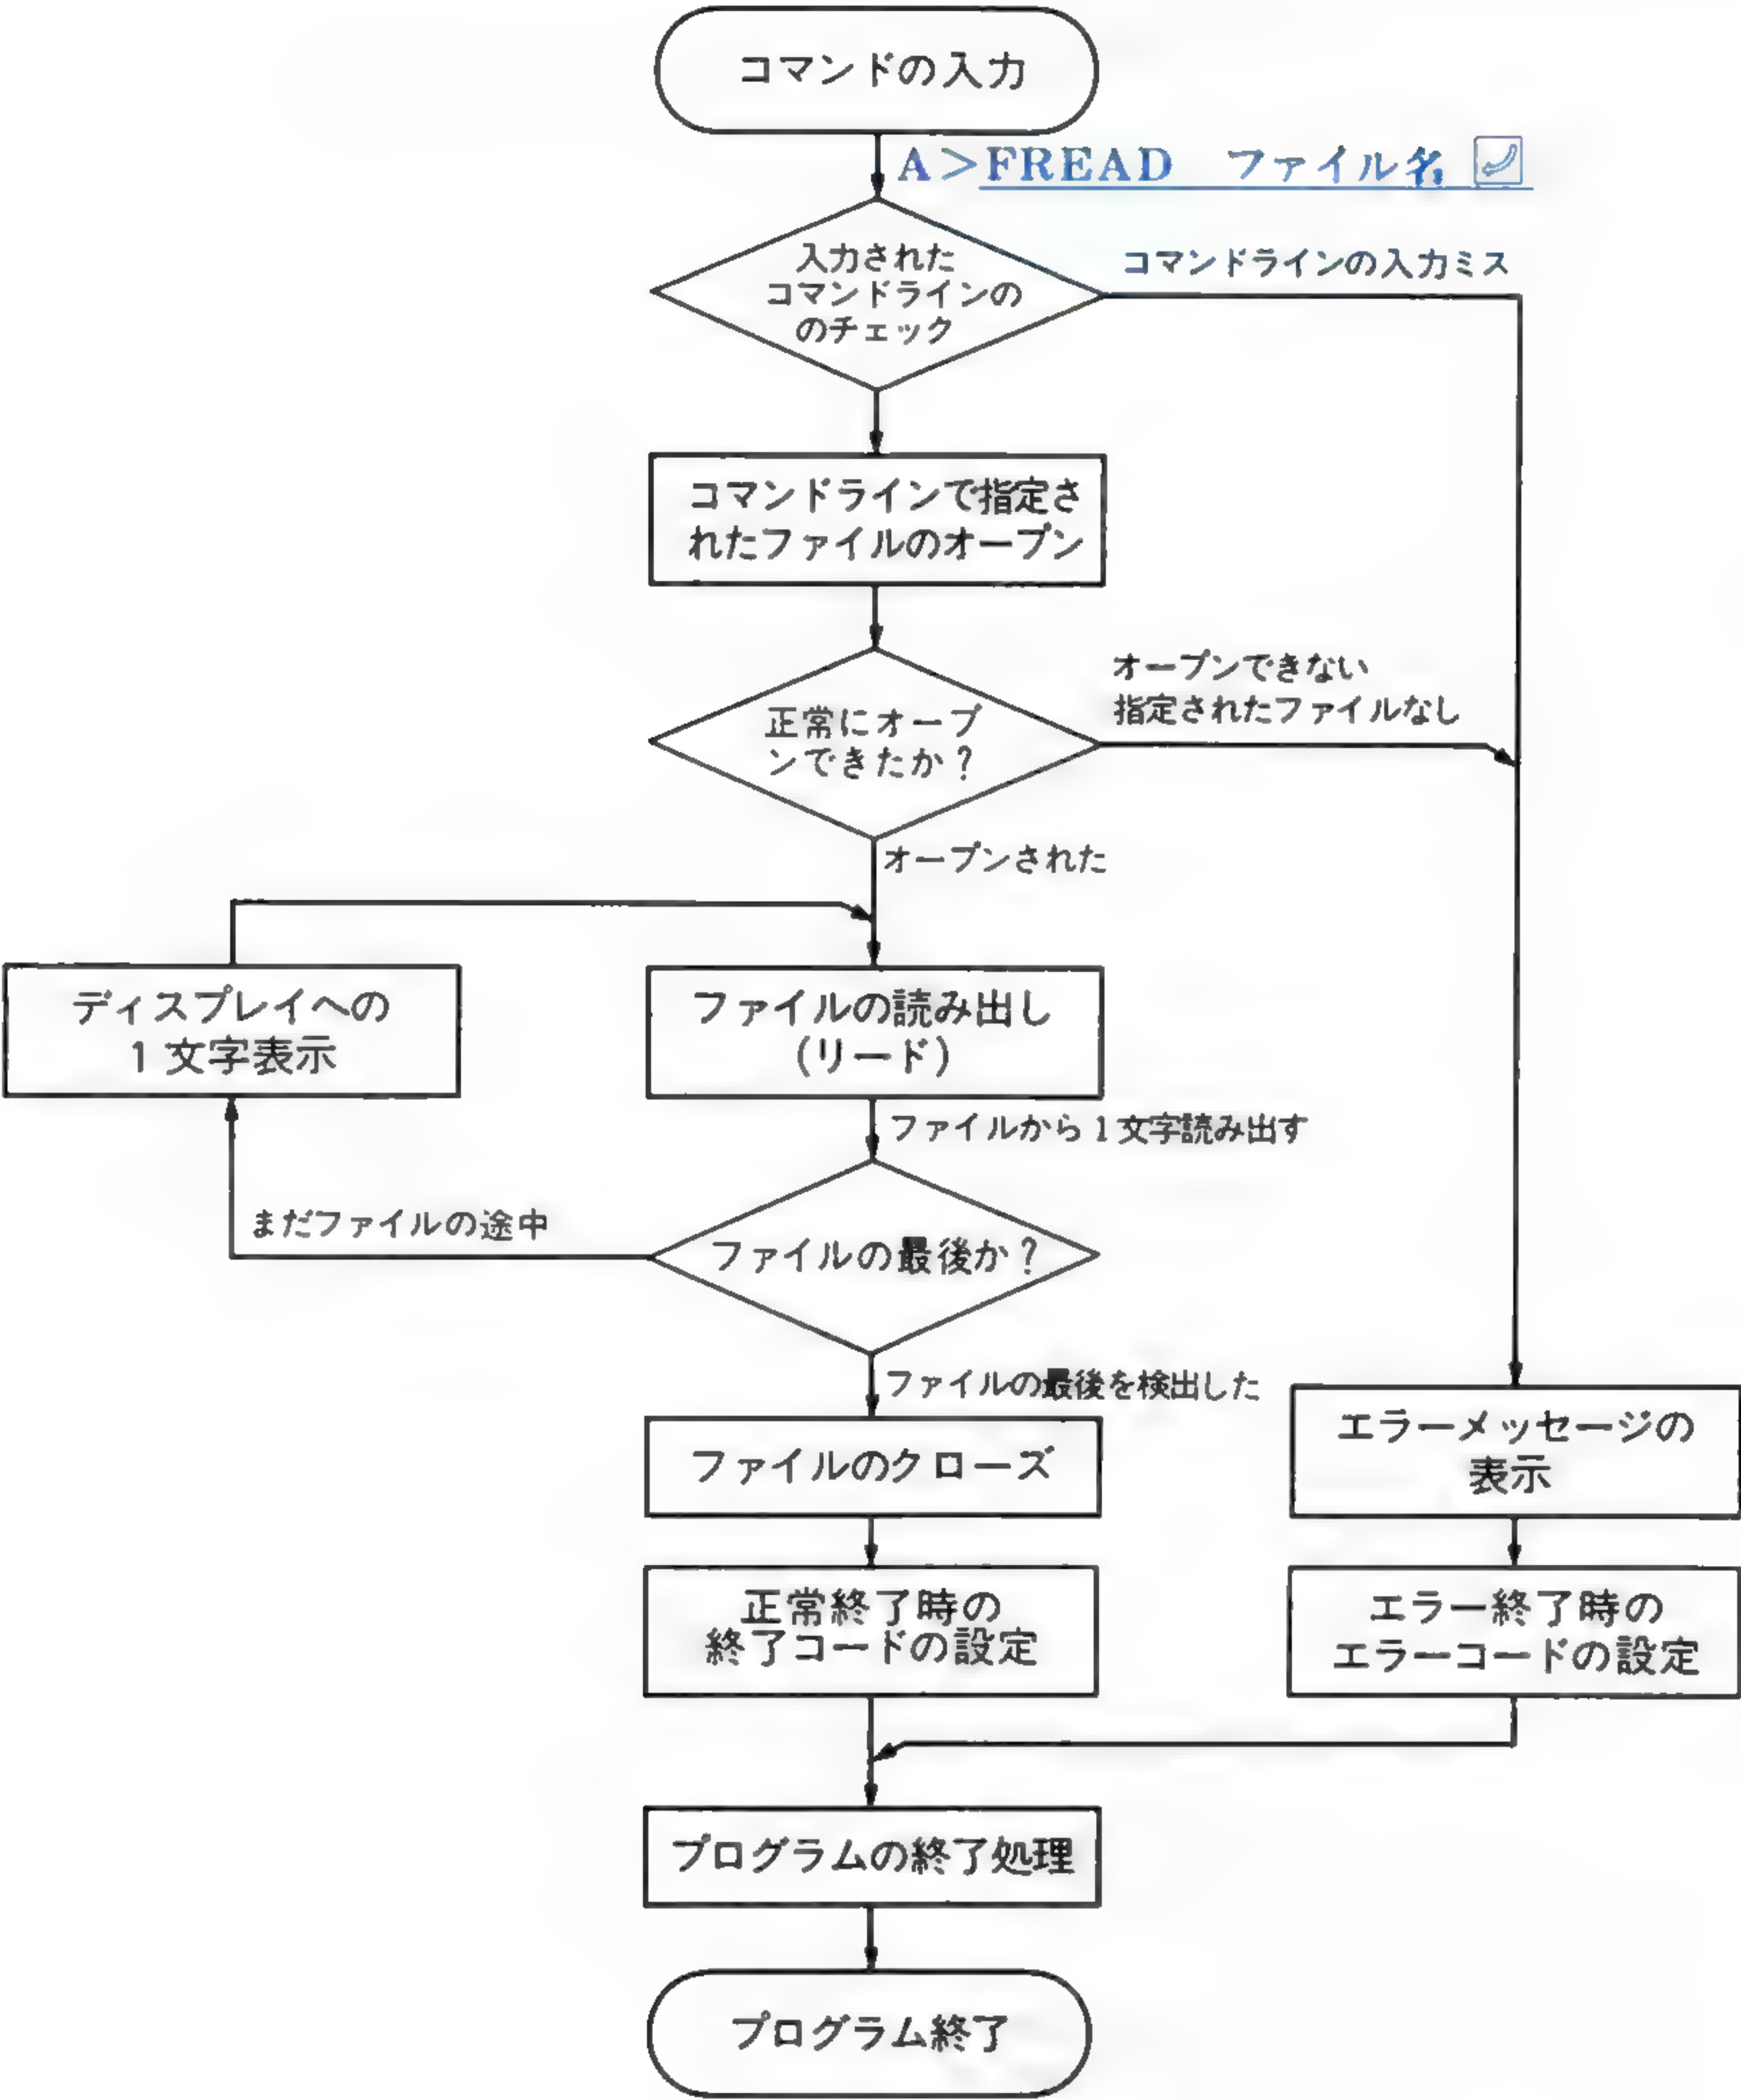 コマンドの入力
A>FREAD　ファイル名
入力された
コマンドラインの
のチェック
コマンドラインの入力ミス
コマンドラインで指定さ
れたファイルのオープン
正常にオープ
ンできたか？
オープンできない
指定されたファイルなし
オープンされた
ディスプレイへの
1文字表示
ファイルの読み出し
(リード)
ファイルから1文字読み出す
まだファイルの途中
ファイルの最後か？
ファイルの最後を検出した
ファイルのクローズ
エラーメッセージの
表示
正常終了時の
終了コードの設定
エラー終了時の
エラーコードの設定
プログラムの終了処理
プログラム終了